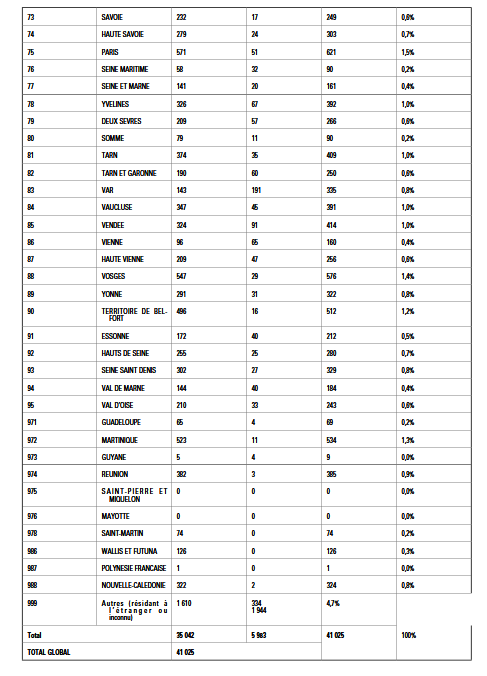 73 SAVOIE 232 17 249 0,6%
74 HAUTE SAVOIE 279 24 303 0,7%
75 PARIS 571 51 621 1,5%
76 SEINE MARITIME 58 32 90 0,2%
77 SEINE ET MARNE 141 20 161 0,4%
78 YVELINES 326 67 392 1,0%
79 DEUX SEVRES 209 57 266 0,6%
80 SOMME 79 11 90 0,2%
81 TARN 374 35 409 1,0%
82 TARN ET GARONNE 190 60 250 0,6%
83 VAR 143 191 335 0,8%
84 VAUCLUSE 347 45 391 1,0%
85 VENDEE 324 91 414 1,0%
86 VIENNE 96 65 160 0,4%
87 HAUTE VIENNE 209 47 256 0,6%
88 VOSGES 547 29 576 1,4%
89 YONNE 291 31 322 0,8%
90 TERRITOIRE DE BEL- 496 16 512 1,2%
FORT
91 ESSONNE 172 40 212 0,5%
92 HAUTS DE SEINE 255 25 280 0,7%
93 SEINE SAINT DENIS 302 27 329 0,8%
94 VAL DE MARNE 144 40 184 0,4%
95 VAL D'OISE 210 33 243 0,6%
971 GUADELOUPE 65 4 69 0,2%
972 MARTINIQUE 523 11 534 1,3%
973 GUYANE 5 4 9 0,0%
974 REUNION 382 3 385 0,9%
975 SAINT-PIERRE ET 0 0 0 0,0%
MIQUELON
976 MAYOTTE 0 0 0 0,0%
978 SAINT-MARTIN 74 0 74 0,2%
986 WALLIS ET FUTUNA 126 0 126 0,3%
987 POLYNESIE FRANCAISE 1 0 1 0,0%
988 NOUVELLE-CALEDONIE 322 2 324 0,8%
999 Autres (résidant à 1 610 334 4,7%
l'étranger ou 1 944
inconnu)
Total 35 042 5 983 41 025 100%
TOTAL GLOBAL 41 025